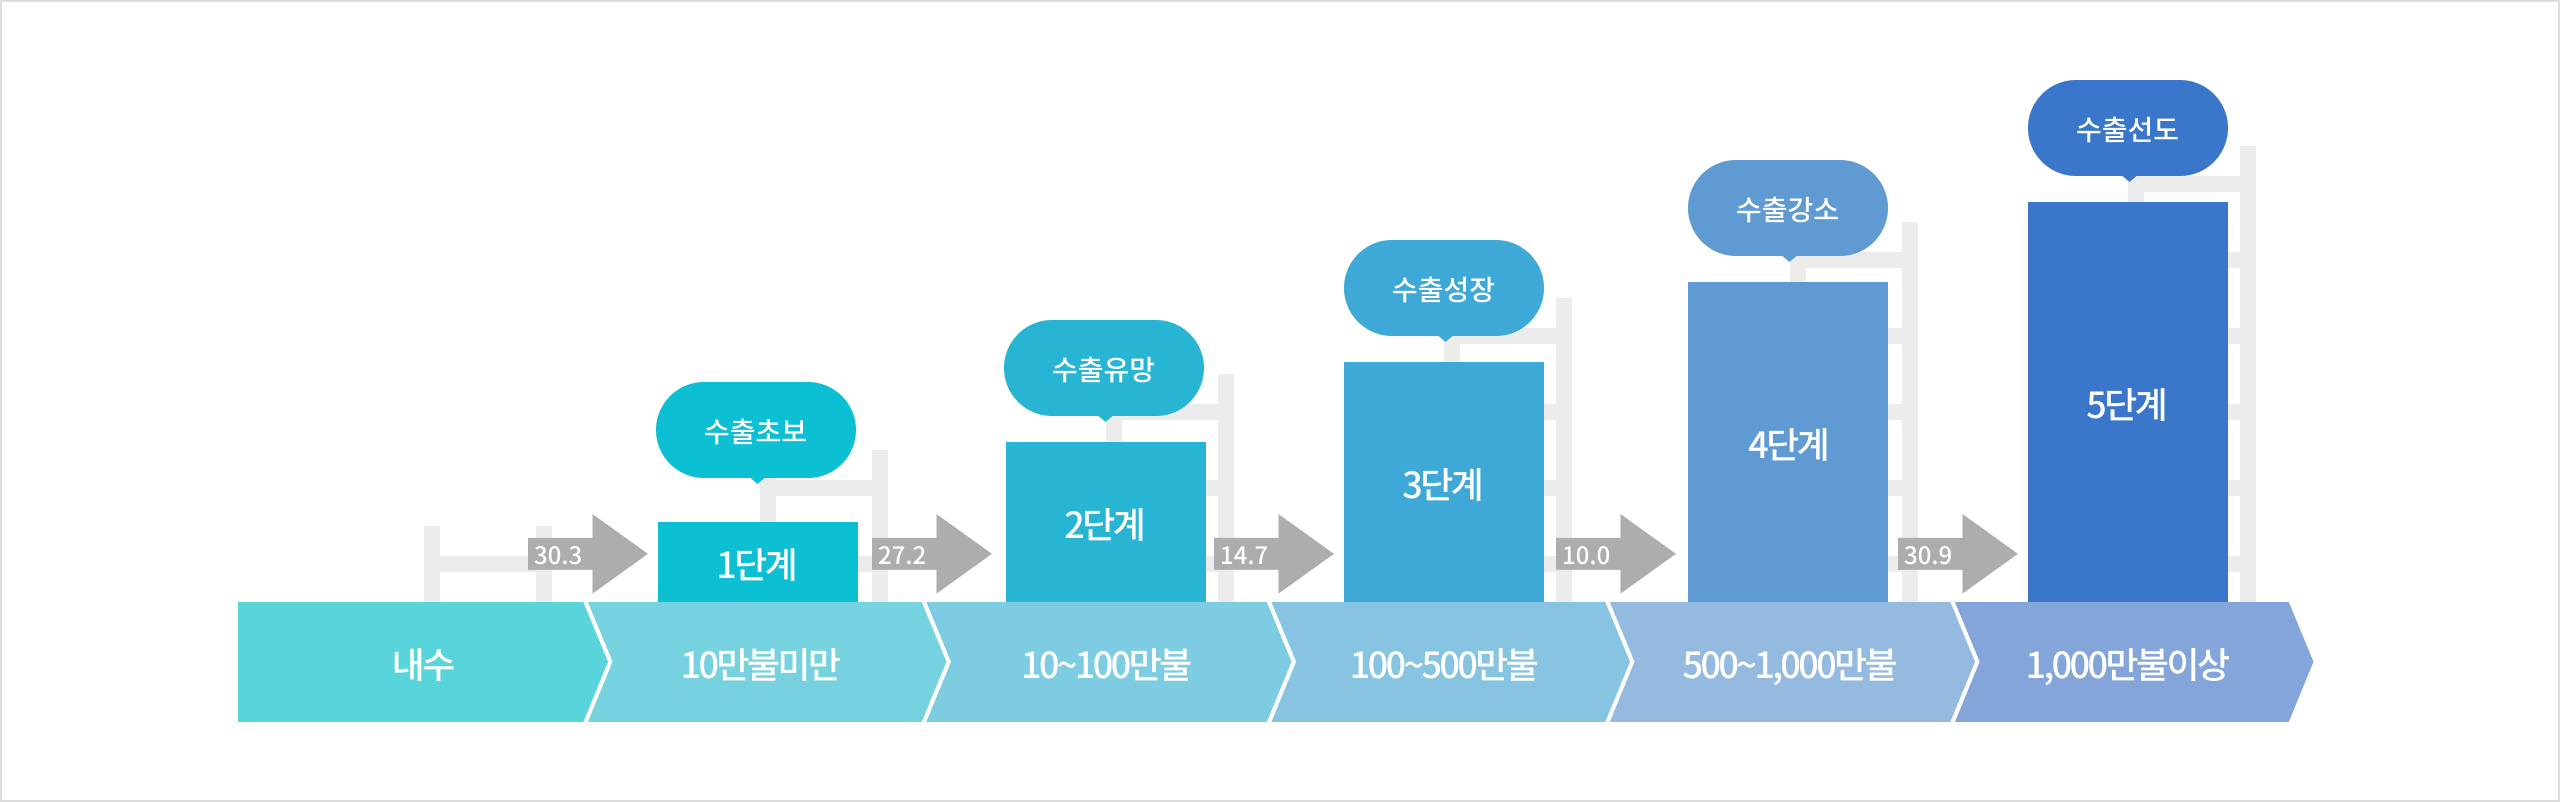 수출선도
수출강소
수출성장
수출유망
수출초보
5단계
4단계
3단계
2단계
1단계
30.3
27.2
14.7
10.0
30.9
내수
10만불미만
10~100만불
100~500만불
500~1,000만불
1,000만불이상